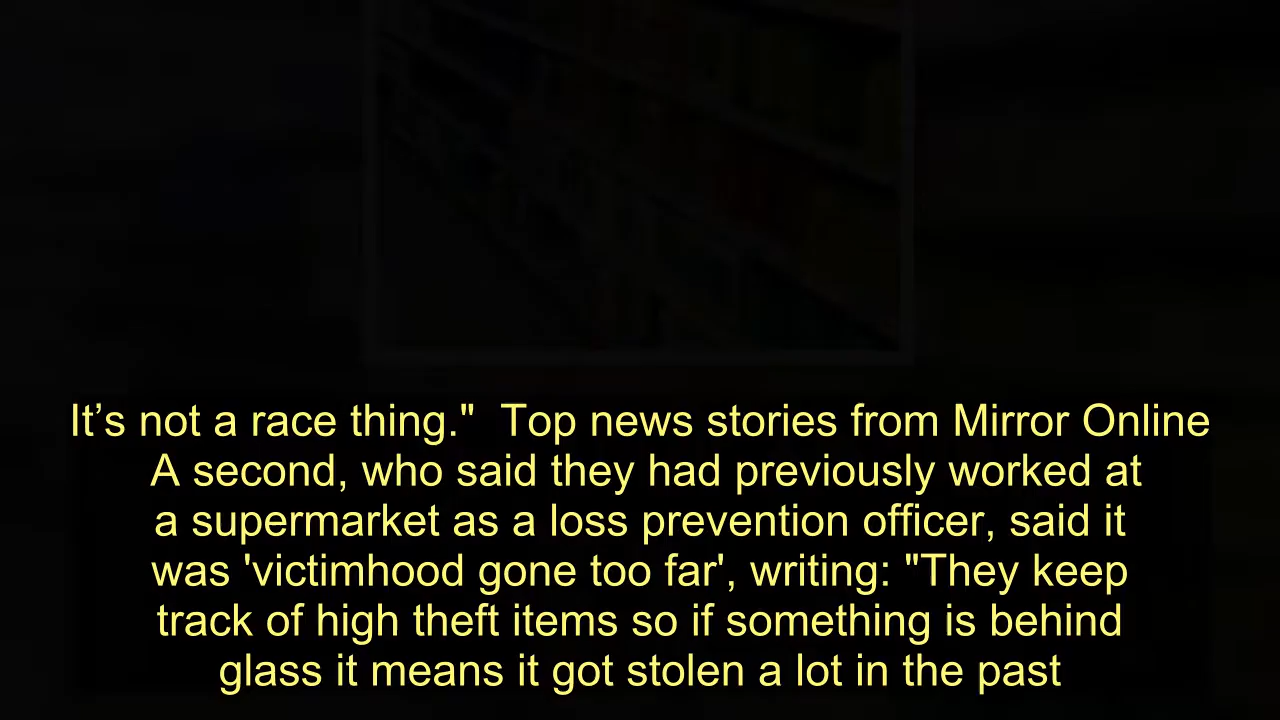 It’s not a race thing."  Top news stories from Mirror Online
A second, who said they had previously worked at
a supermarket as a loss prevention officer, said it
was 'victimhood gone too far', writing: "They keep
track of high theft items so if something is behind
glass it means it got stolen a lot in the past